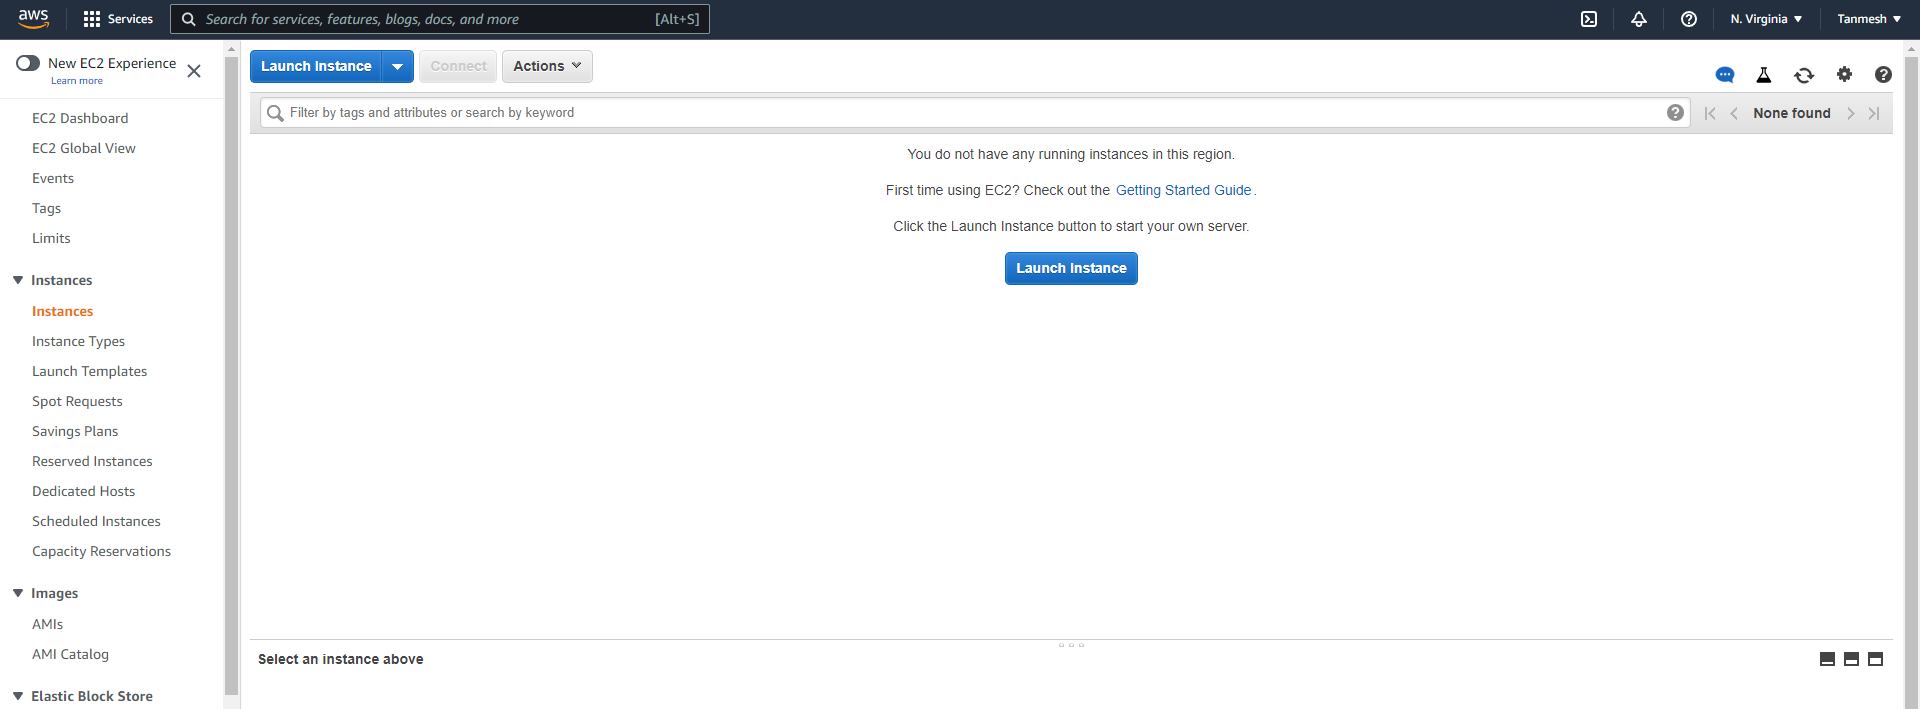 aws
Services
Search for services, features, blogs, docs, and more [Alt+S]
N. Virginia
Tanmesh
New EC2 Experience
Learn more
EC2 Dashboard
EC2 Global View
Events
Tags
Limits
Instances
Instances
Instance Types
Launch Templates
Spot Requests
Savings Plans
Reserved Instances
Dedicated Hosts
Scheduled Instances
Capacity Reservations
Images
AMIs
AMI Catalog
Elastic Block Store
Launch Instance
Connect
Actions
Filter by tags and attributes or search by keyword
None found
You do not have any running instances in this region.
First time using EC2? Check out the Getting Started Guide.
Click the Launch Instance button to start your own server.
Launch Instance
Select an instance above